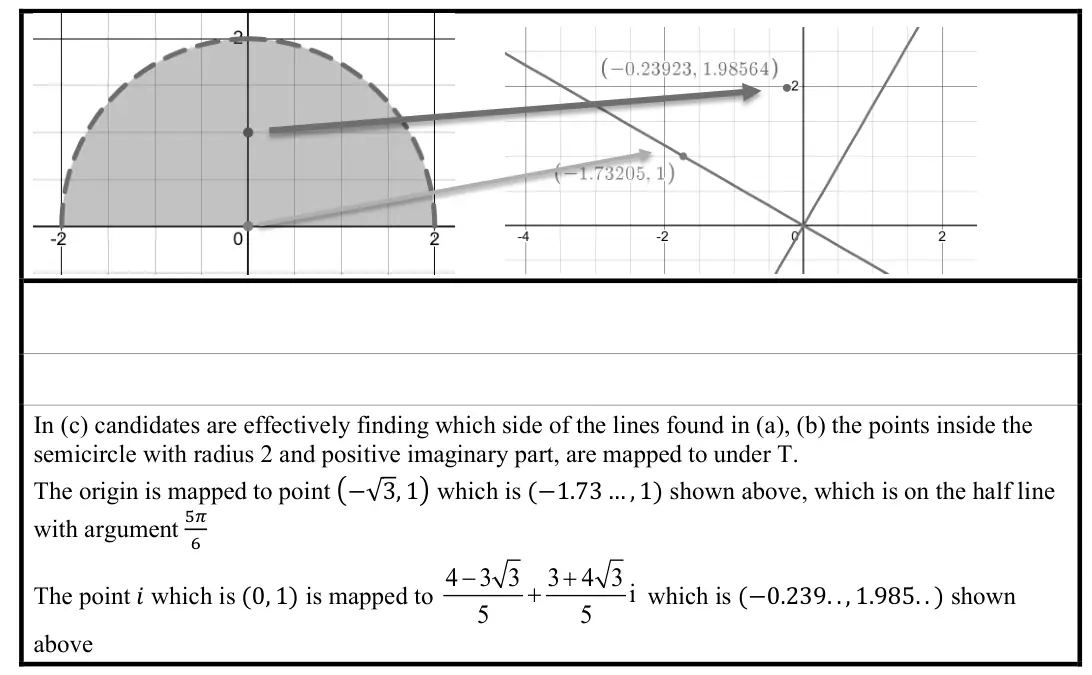 2
(−0.23923, 1.98564)
2
(−1.73205, 1)
-2 0 2
-4 -2 0 2
In (c) candidates are effectively finding which side of the lines found in (a), (b) the points inside the
semicircle with radius 2 and positive imaginary part, are mapped to under T.
The origin is mapped to point (−√3, 1) which is (−1.73 … , 1) shown above, which is on the half line
with argument 5π/6
The point i which is (0, 1) is mapped to (4−3√3)/5 + (3+4√3)/5 i which is (−0.239. . , 1.985. . ) shown
above